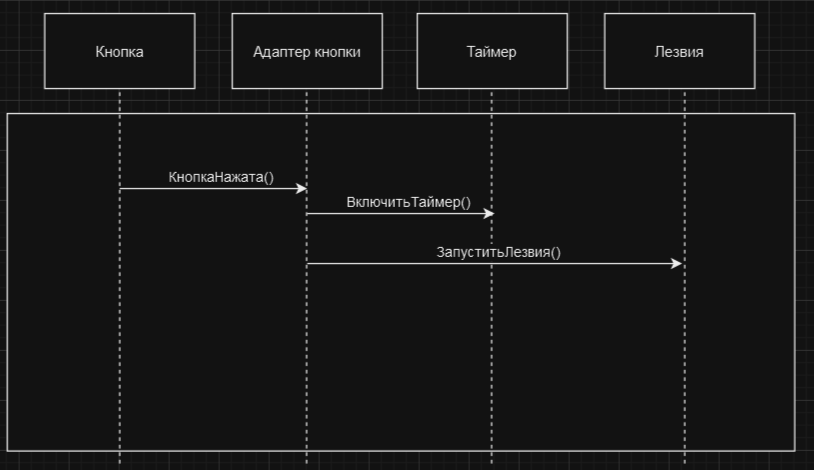 Кнопка
Адаптер кнопки
Таймер
Лезвия
КнопкаНажата()
ВключитьТаймер()
ЗапуститьЛезвия()